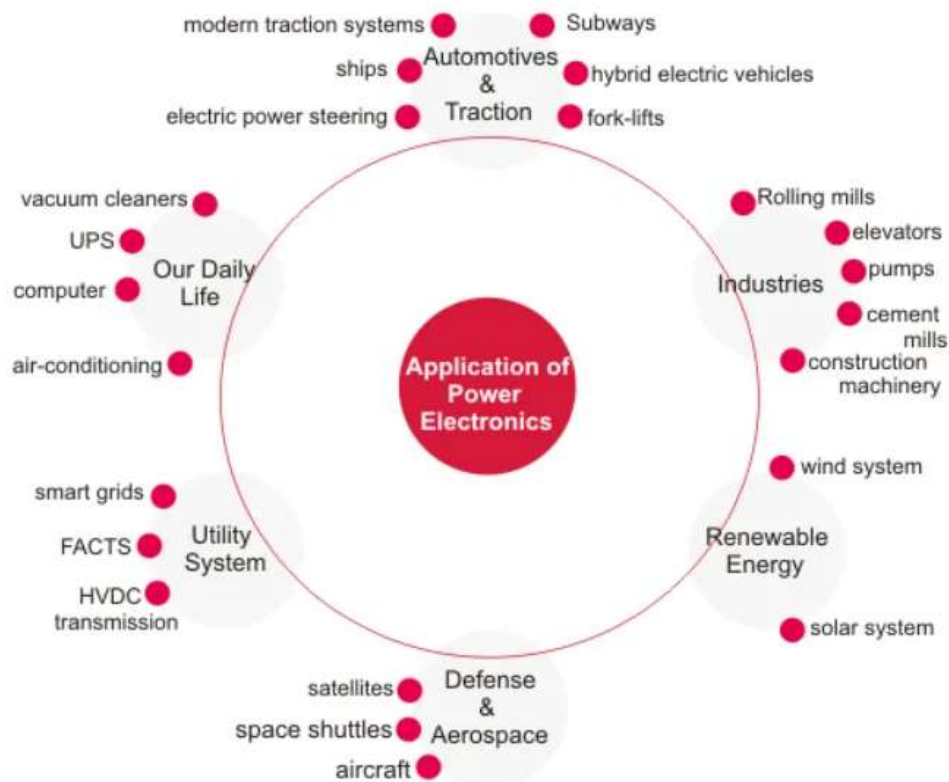 modern traction systems
Subways
Automotives
&
Traction
ships
hybrid electric vehicles
electric power steering
fork-lifts
vacuum cleaners
UPS
Our Daily
Life
computer
air-conditioning
Rolling mills
elevators
Industries
pumps
cement
mills
construction
machinery
Application of
Power
Electronics
smart grids
Utility
System
FACTS
HVDC
transmission
wind system
Renewable
Energy
solar system
Defense
&
Aerospace
satellites
space shuttles
aircraft